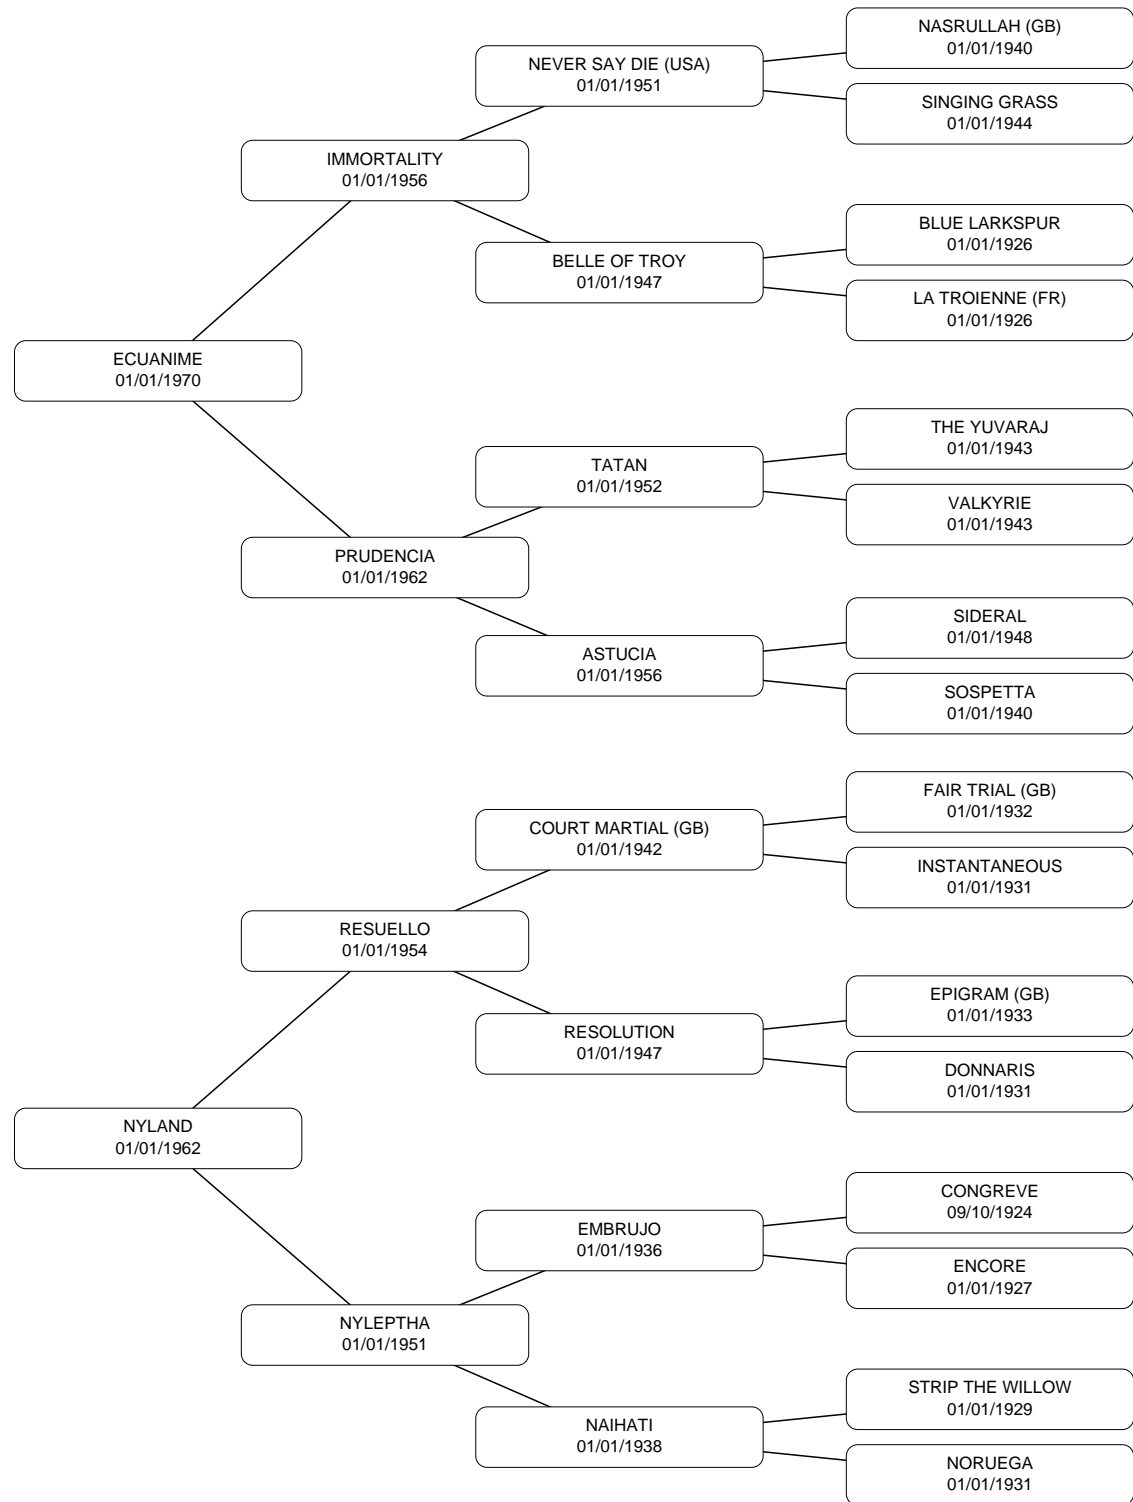 NASRULLAH (GB)
01/01/1940
NEVER SAY DIE (USA)
01/01/1951
SINGING GRASS
01/01/1944
IMMORTALITY
01/01/1956
BLUE LARKSPUR
01/01/1926
BELLE OF TROY
01/01/1947
LA TROIENNE (FR)
01/01/1926
ECUANIME
01/01/1970
THE YUVARAJ
01/01/1943
TATAN
01/01/1952
VALKYRIE
01/01/1943
PRUDENCIA
01/01/1962
SIDERAL
01/01/1948
ASTUCIA
01/01/1956
SOSPETTA
01/01/1940
FAIR TRIAL (GB)
01/01/1932
COURT MARTIAL (GB)
01/01/1942
INSTANTANEOUS
01/01/1931
RESUELLO
01/01/1954
EPIGRAM (GB)
01/01/1933
RESOLUTION
01/01/1947
DONNARIS
01/01/1931
NYLAND
01/01/1962
CONGREVE
09/10/1924
EMBRUJO
01/01/1936
ENCORE
01/01/1927
NYLEPTHA
01/01/1951
STRIP THE WILLOW
01/01/1929
NAIHATI
01/01/1938
NORUEGA
01/01/1931